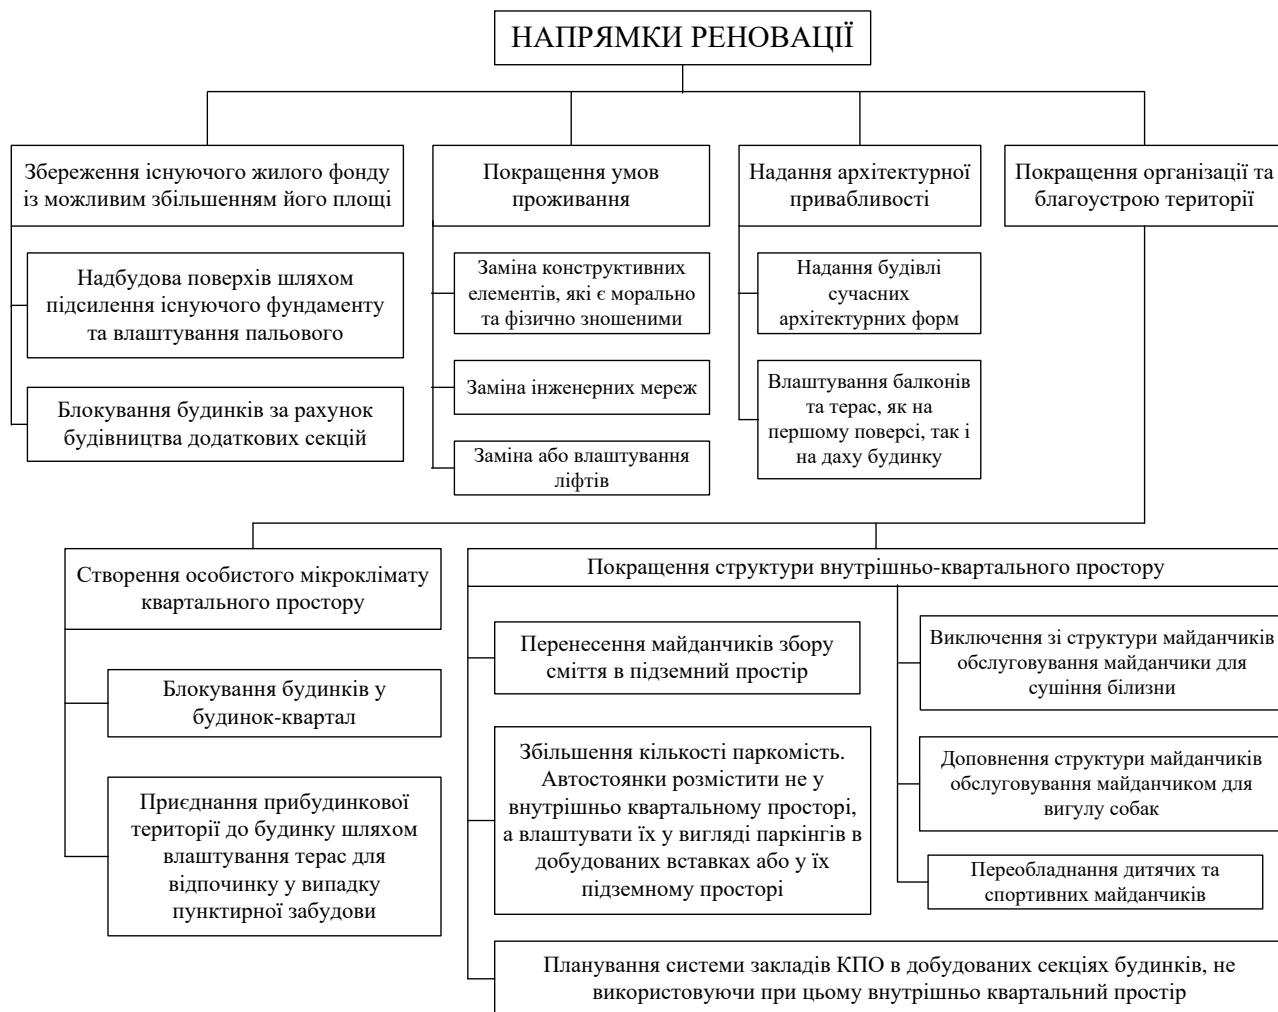 НАПРЯМКИ РЕНОВАЦІЇ
Збереження існуючого жилого фонду
із можливим збільшенням його площі
Покращення умов
проживання
Надання архітектурної
привабливості
Покращення організації та
благоустрою території
Надбудова поверхів шляхом
підсилення існуючого фундаменту
та влаштування пальового
Блокування будинків за рахунок
будівництва додаткових секцій
Заміна конструктивних
елементів, які є морально
та фізично зношеними
Заміна інженерних мереж
Заміна або влаштування
ліфтів
Надання будівлі
сучасних
архітектурних форм
Влаштування балконів
та терас, як на
першому поверсі, так і
на даху будинку
Створення особистого мікроклімату
квартального простору
Блокування будинків у
будинок-квартал
Приєднання прибудинкової
території до будинку шляхом
влаштування терас для
відпочинку у випадку
пунктирної забудови
Покращення структури внутрішньо-квартального простору
Перенесення майданчиків збору
сміття в підземний простір
Збільшення кількості паркомість.
Автостоянки розмістити не у
внутрішньо квартальному просторі,
а влаштувати їх у вигляді паркінгів в
добудованих вставках або у їх
підземному просторі
Виключення зі структури майданчиків
обслуговування майданчики для
сушіння білизни
Доповнення структури майданчиків
обслуговування майданчиком для
вигулу собак
Переобладнання дитячих та
спортивних майданчиків
Планування системи закладів КПО в добудованих секціях будинків, не
використовуючи при цьому внутрішньо квартальний простір